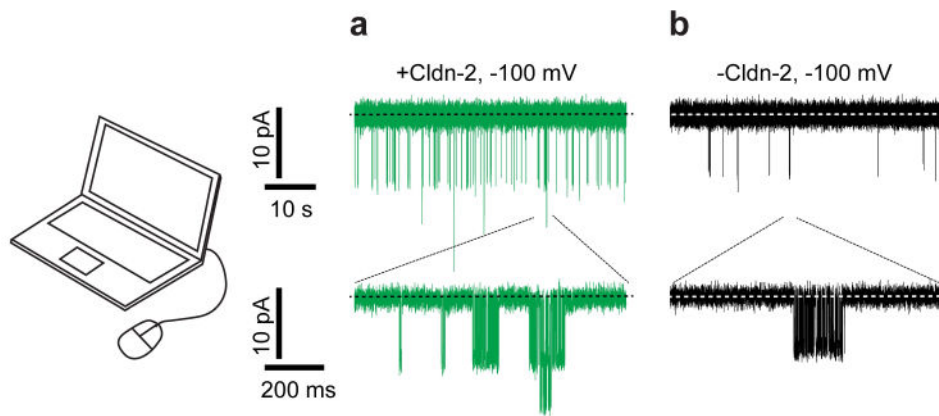 a
b
+Cldn-2, -100 mV
-Cldn-2, -100 mV
10 pA
10 s
10 pA
200 ms